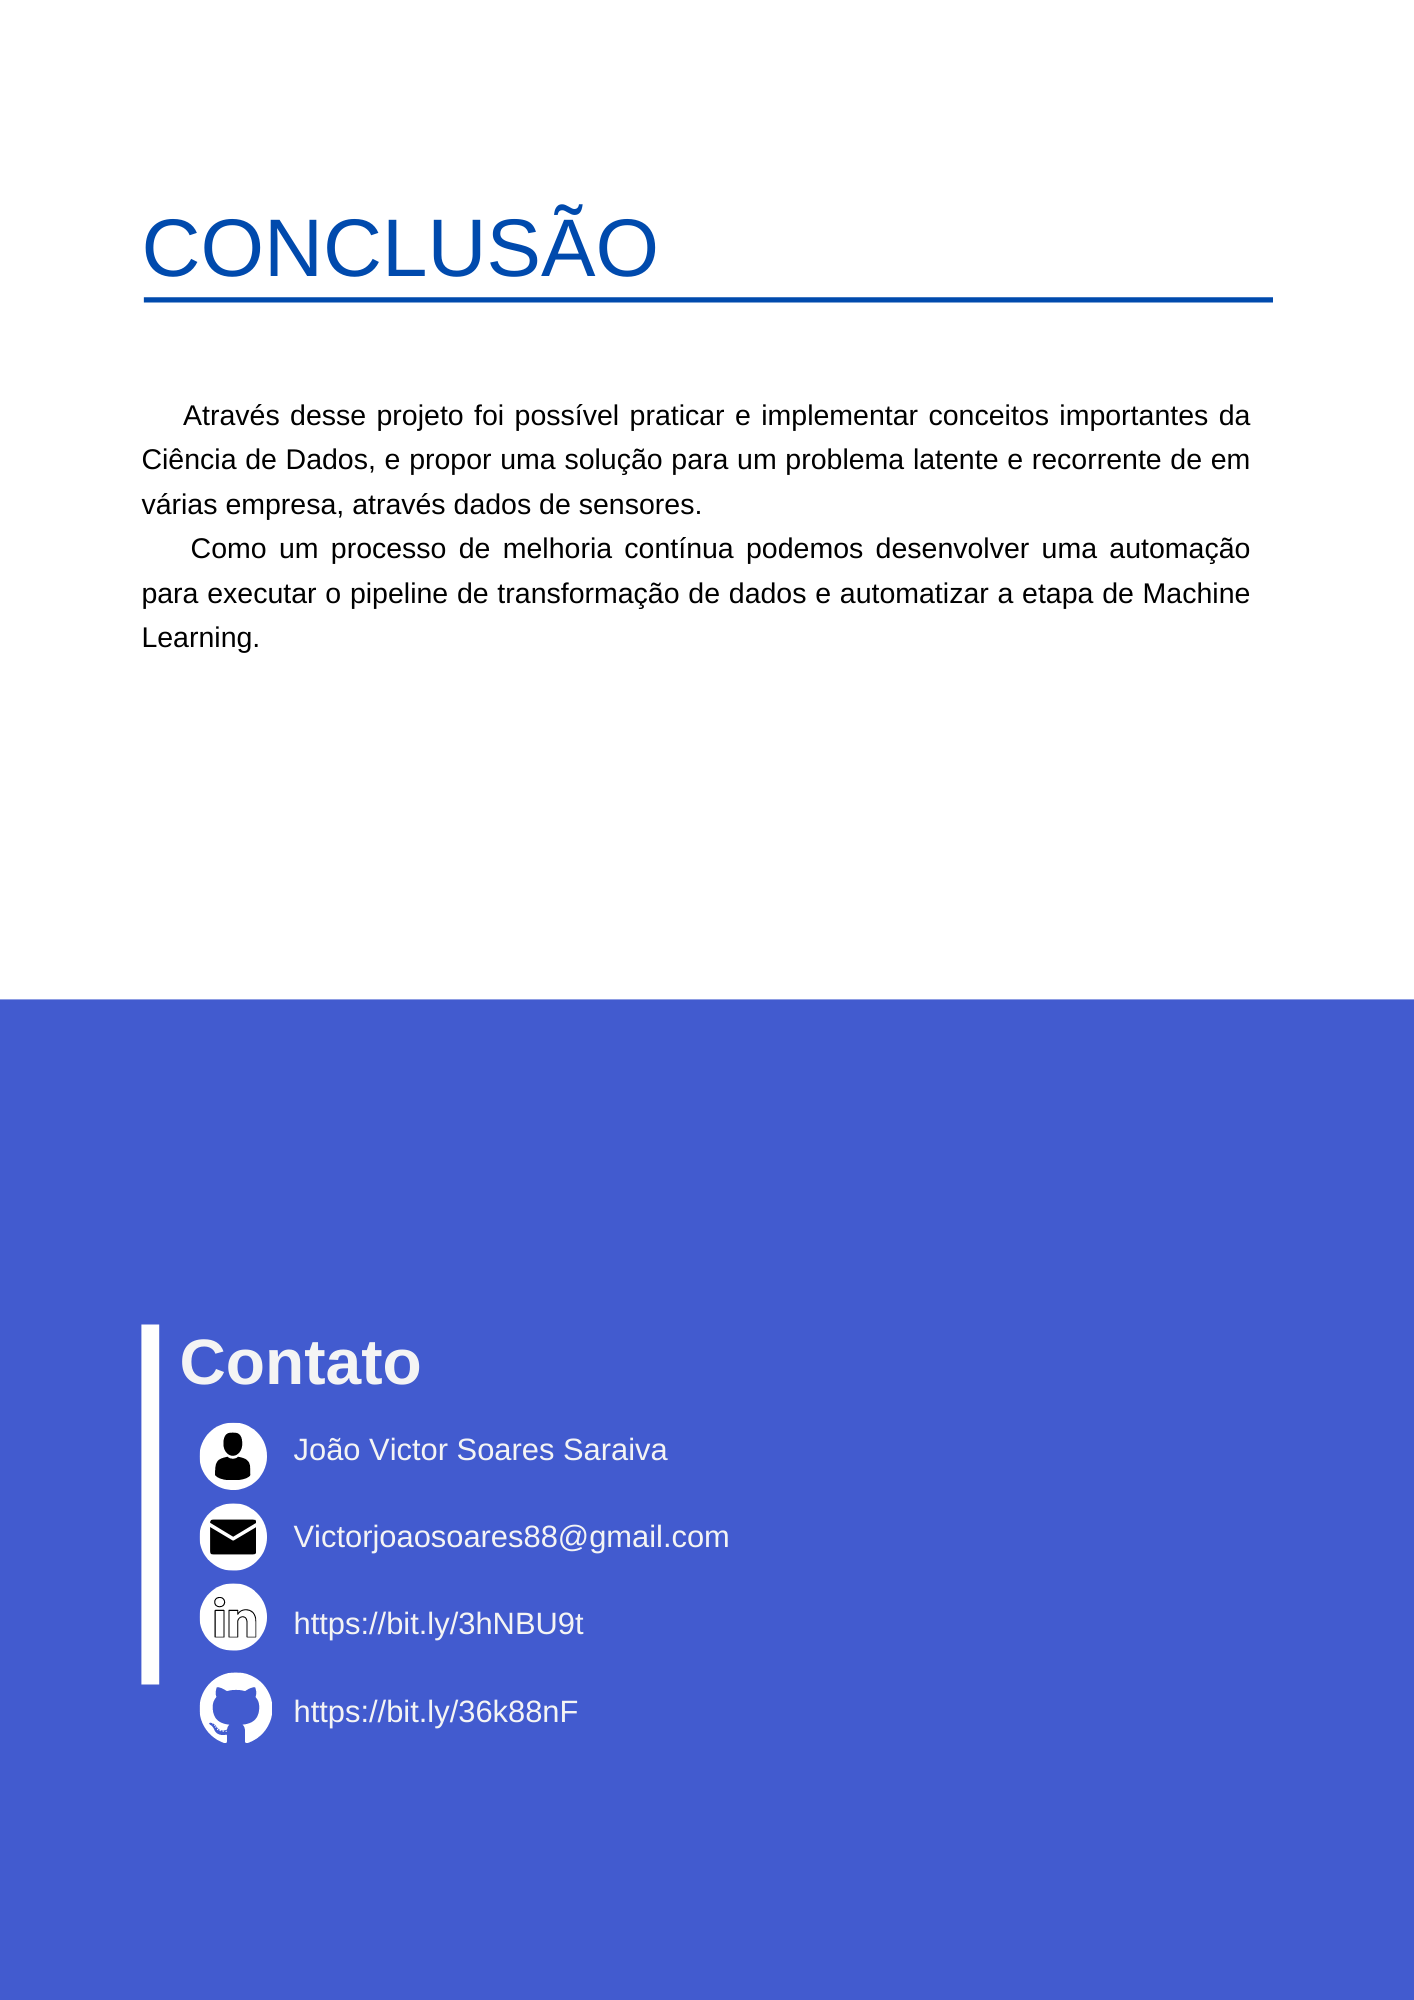 CONCLUSÃO
Através desse projeto foi possível praticar e implementar conceitos importantes da
Ciência de Dados, e propor uma solução para um problema latente e recorrente de em
várias empresa, através dados de sensores.
Como um processo de melhoria contínua podemos desenvolver uma automação
para executar o pipeline de transformação de dados e automatizar a etapa de Machine
Learning.
Contato
João Victor Soares Saraiva
Victorjoaosoares88@gmail.com
in
https://bit.ly/3hNBU9t
https://bit.ly/36k88nF